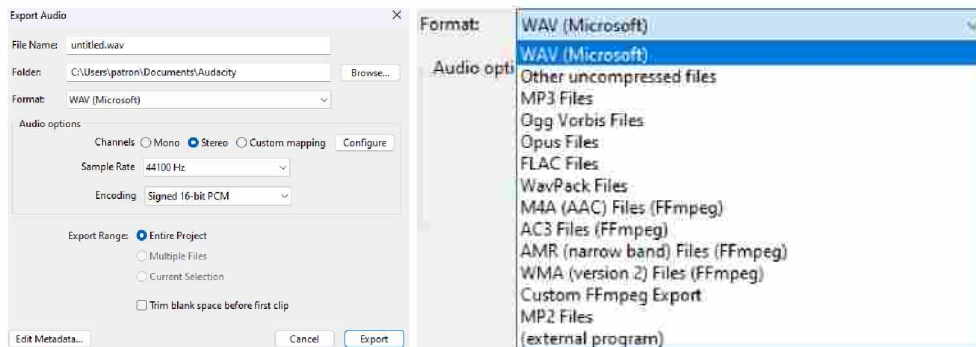 Export Audio
File Name: untitled.wav
Folder: C:\Users\patron\Documents\Audacity Browse...
Format: WAV (Microsoft)
Audio options
Channels Mono Stereo Custom mapping Configure
Sample Rate 44100 Hz
Encoding Signed 16-bit PCM
Export Range: Entire Project
Multiple Files
Current Selection
Trim blank space before first clip
Edit Metadata... Cancel Export
Format: WAV (Microsoft)
Audio opti
WAV (Microsoft)
Other uncompressed files
MP3 Files
Ogg Vorbis Files
Opus Files
FLAC Files
WavPack Files
M4A (AAC) Files (FFmpeg)
AC3 Files (FFmpeg)
AMR (narrow band) Files (FFmpeg)
WMA (version 2) Files (FFmpeg)
Custom FFmpeg Export
MP2 Files
(external program)